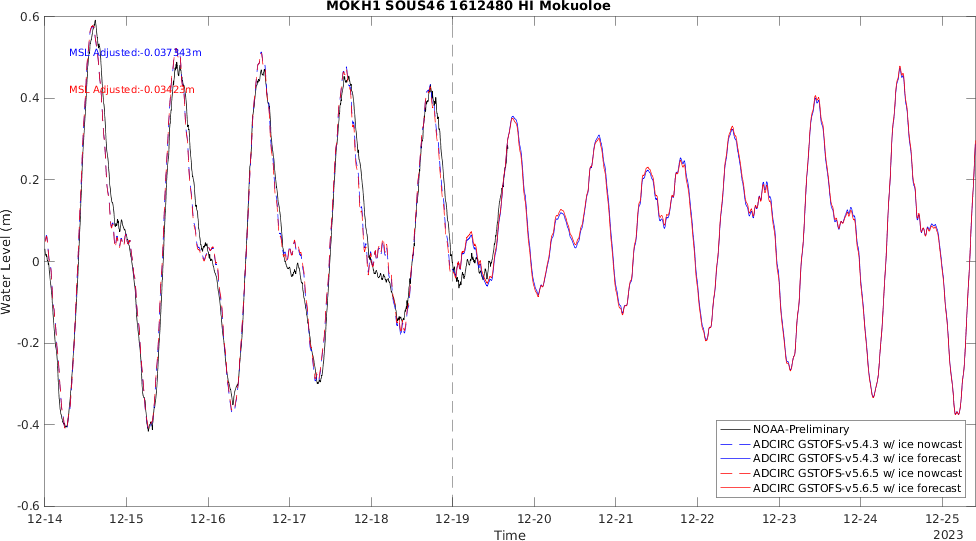 MOKH1 SOUS46 1612480 HI Mokuoloe
MSL Adjusted:-0.037343m
MSL Adjusted:-0.03423m
Water Level (m)
0.6
0.4
0.2
0
-0.2
-0.4
-0.6
NOAA-Preliminary
ADCIRC GSTOFS-v5.4.3 w/ ice nowcast
ADCIRC GSTOFS-v5.4.3 w/ ice forecast
ADCIRC GSTOFS-v5.6.5 w/ ice nowcast
ADCIRC GSTOFS-v5.6.5 w/ ice forecast
12-14 12-15 12-16 12-17 12-18 12-19 12-20 12-21 12-22 12-23 12-24 12-25
Time
2023